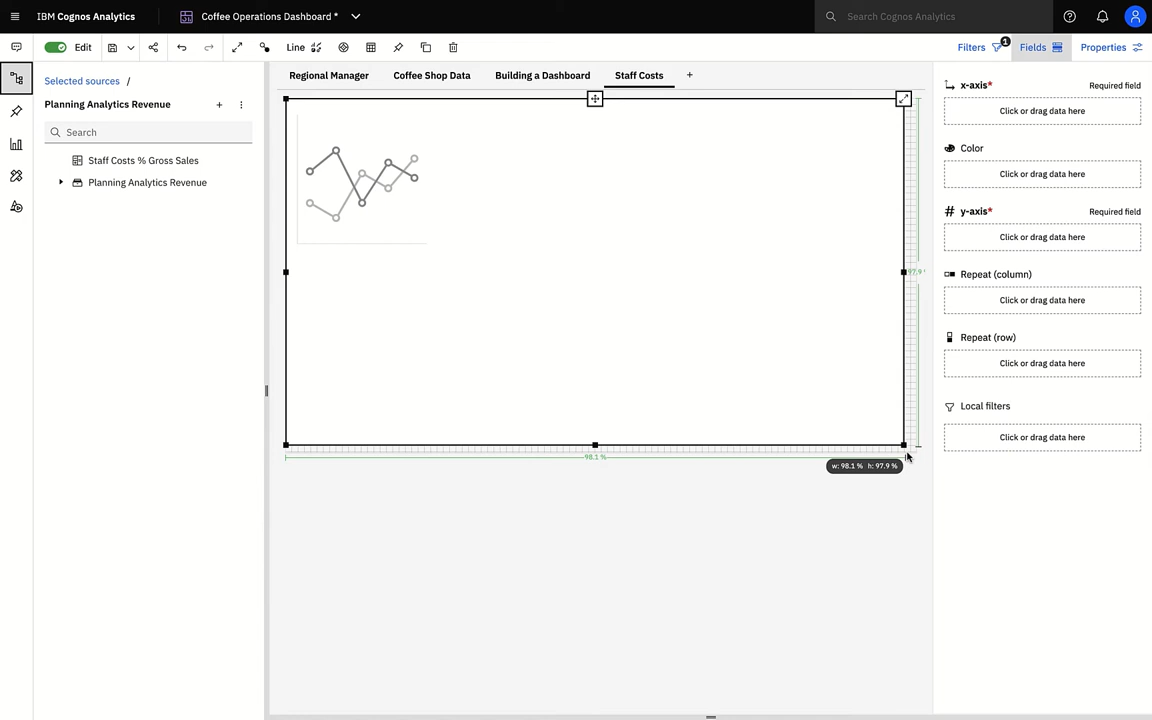 IBM Cognos Analytics
Coffee Operations Dashboard *
Search Cognos Analytics
Edit
Line
Filters
1
Fields
Properties
Selected sources /
Planning Analytics Revenue
Search
Staff Costs % Gross Sales
Planning Analytics Revenue
Regional Manager
Coffee Shop Data
Building a Dashboard
Staff Costs
+
97.9
98.1 %
w: 98.1 % h: 97.9 %
x-axis*
Required field
Click or drag data here
Color
Click or drag data here
# y-axis*
Required field
Click or drag data here
Repeat (column)
Click or drag data here
Repeat (row)
Click or drag data here
Local filters
Click or drag data here